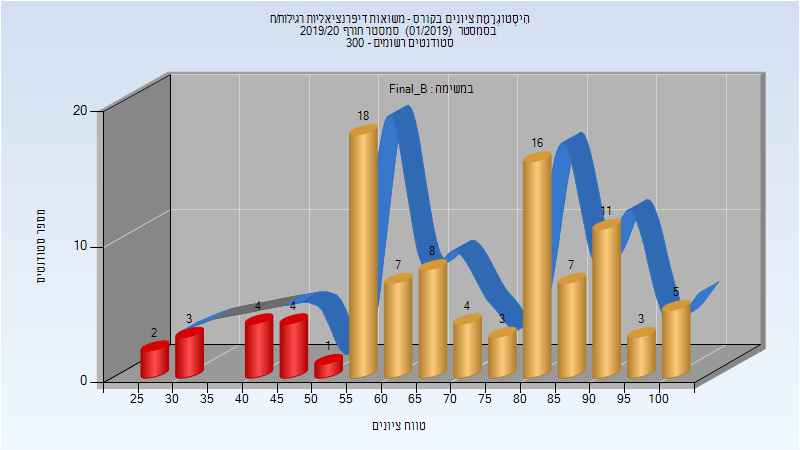 היסטוגרמת ציונים בקורס - משוואות דיפרנציאליות רגילות/ח
בסמסטר (01/2019) סמסטר חורף 2019/20
סטודנטים רשומים - 300
במשימה : Final_B
מספר סטודנטים
20
10
0
2
3
4
4
1
18
7
8
4
3
16
7
11
3
5
25 30 35 40 45 50 55 60 65 70 75 80 85 90 95 100
טווח ציונים